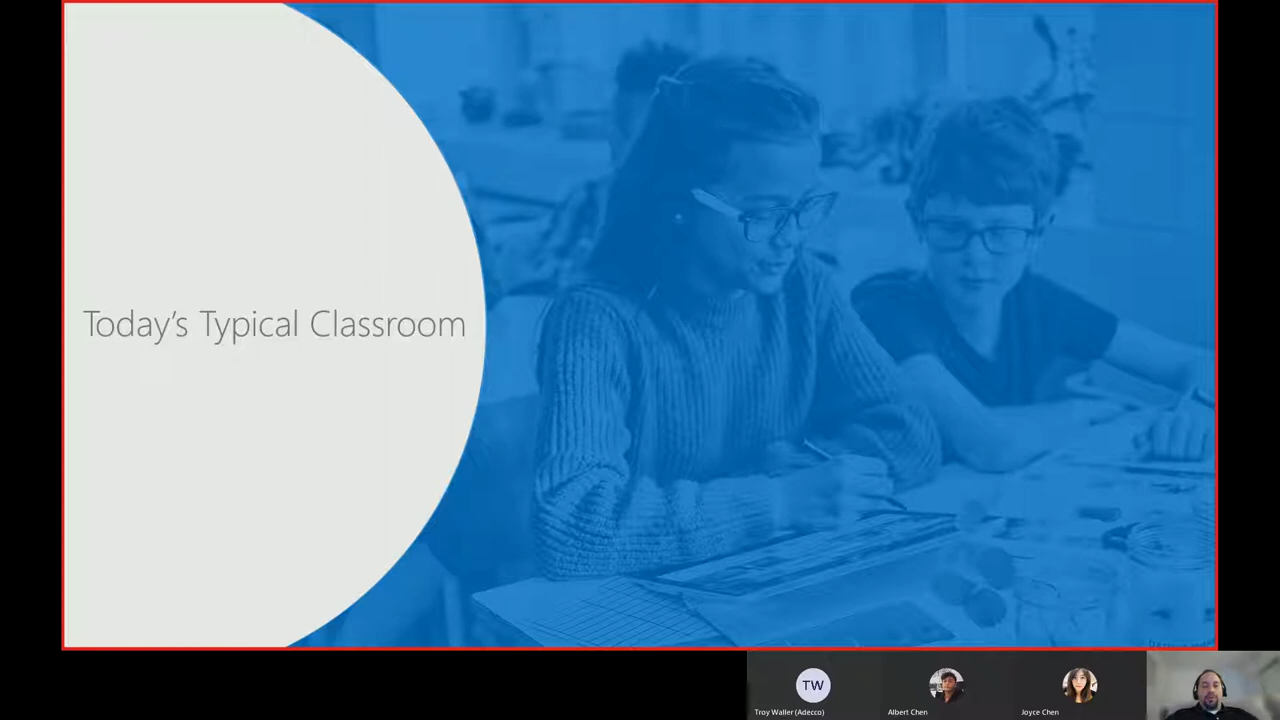 Today's Typical Classroom
TW
Troy Waller (Adecco)
Albert Chen
Joyce Chen